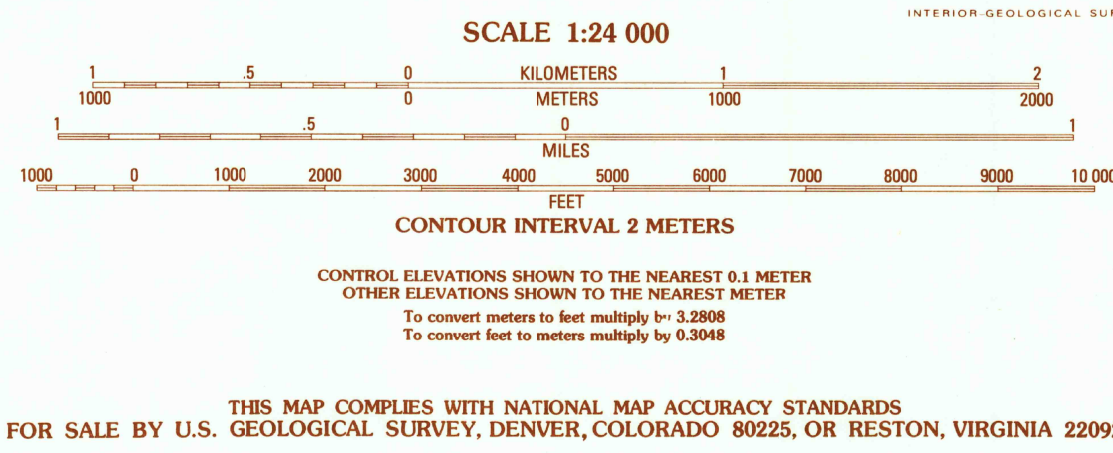 INTERIOR-GEOLOGICAL
SCALE 1:24 000
1 .5 0 KILOMETERS 1 2
1000 0 METERS 1000 2000
1 .5 0 1
MILES
1000 0 1000 2000 3000 4000 5000 6000 7000 8000 9000 10 000
FEET
CONTOUR INTERVAL 2 METERS
CONTROL ELEVATIONS SHOWN TO THE NEAREST 0.1 METER
OTHER ELEVATIONS SHOWN TO THE NEAREST METER
To convert meters to feet multiply 3.2808
To convert feet to meters multiply by 0.3048
THIS MAP COMPLIES WITH NATIONAL MAP ACCURACY STANDARDS
FOR SALE BY U.S. GEOLOGICAL SURVEY, DENVER, COLORADO 80225, OR RESTON, VIRGINIA